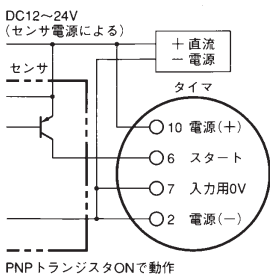 DC12～24V
（センサ電源による）
＋直流
－電源
センサ
タイマ
10 電源（＋）
6 スタート
7 入力用0V
2 電源（－）
PNPトランジスタONで動作